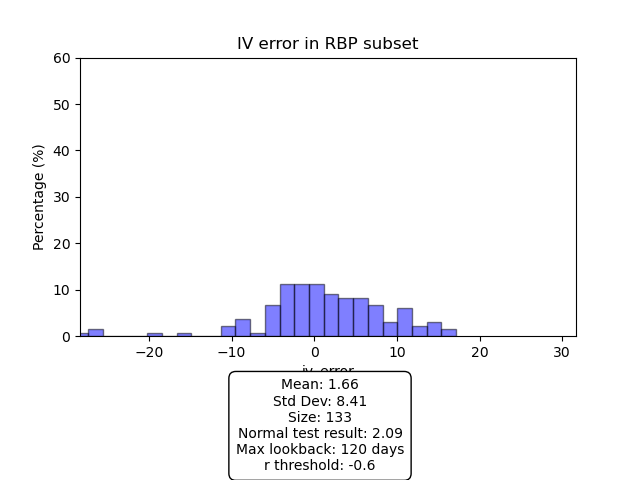 IV error in RBP subset
60
50
40
30
20
10
0
Percentage (%)
−20
−10
0
10
20
30
iv_error
Mean: 1.66
Std Dev: 8.41
Size: 133
Normal test result: 2.09
Max lookback: 120 days
r threshold: -0.6